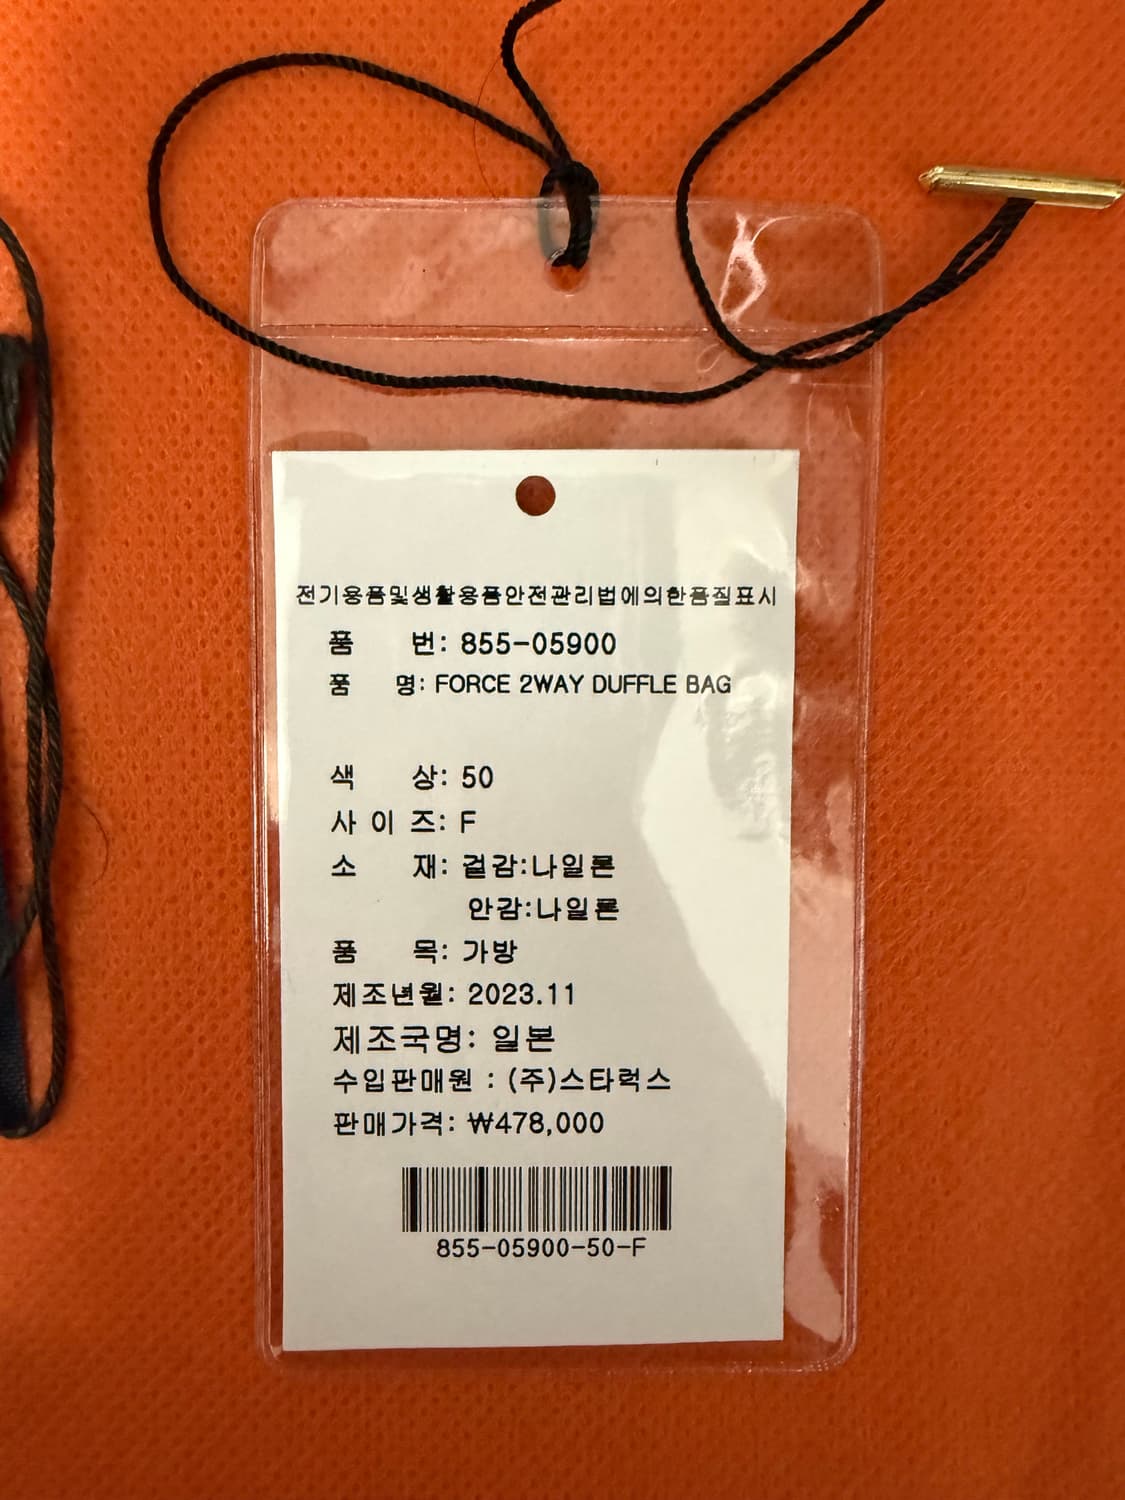 전기용품및생활용품안전관리법에의한품질표시
품 번: 855-05900
품 명: FORCE 2WAY DUFFLE BAG
색 상: 50
사 이 즈: F
소 재: 겉감:나일론
안감:나일론
품 목: 가방
제조년월: 2023.11
제조국명: 일본
수입판매원 : (주)스타럭스
판매가격: ₩478,000
855-05900-50-F